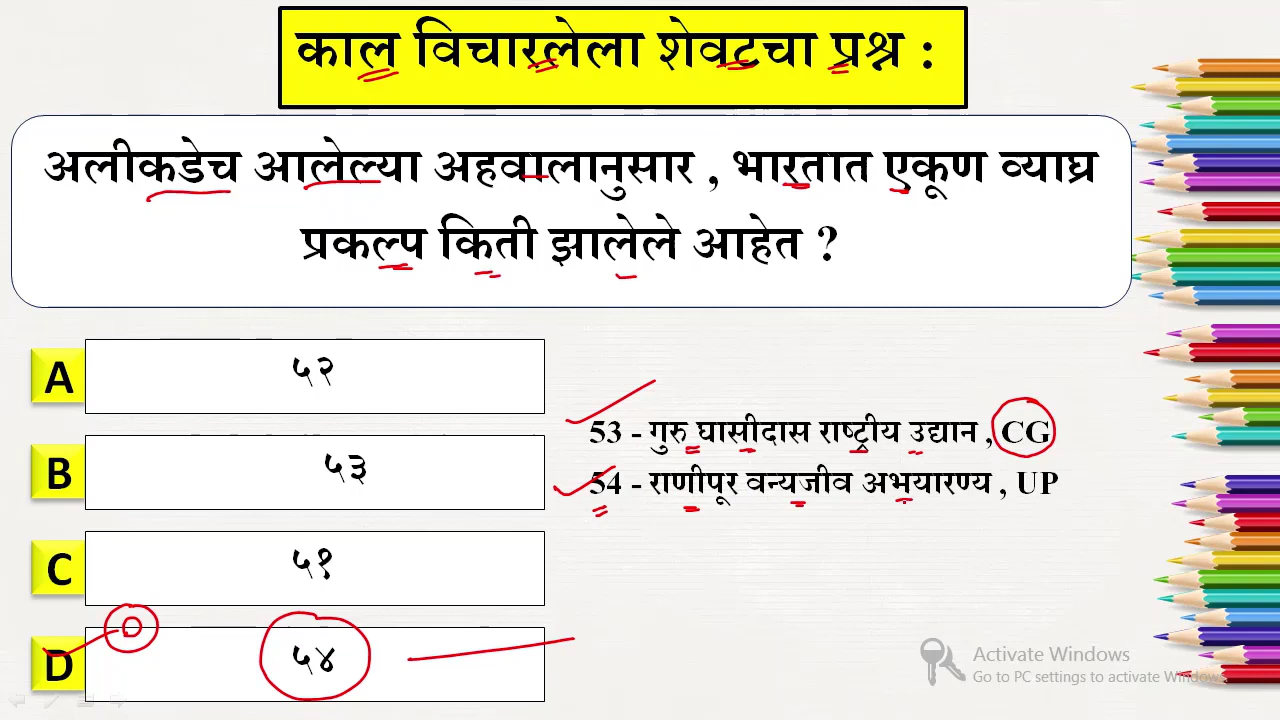 काल विचारलेला शेवटचा प्रश्न :
अलीकडेच आलेल्या अहवालानुसार , भारतात एकूण व्याघ्र
प्रकल्प किती झालेले आहेत ?
A ५२
B ५३
C ५१
D ५४
53 - गुरु घासीदास राष्ट्रीय उद्यान , CG
54 - राणीपूर वन्यजीव अभयारण्य , UP
Activate Windows
Go to PC settings to activate Windows.